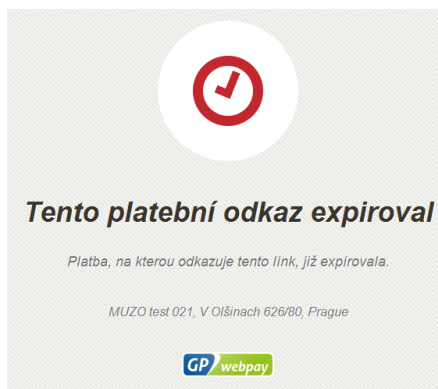 Tento platební odkaz expiroval
Platba, na kterou odkazuje tento link, již expirovala.
MUZO test 021, V Olšinach 626/80, Prague
GP webpay